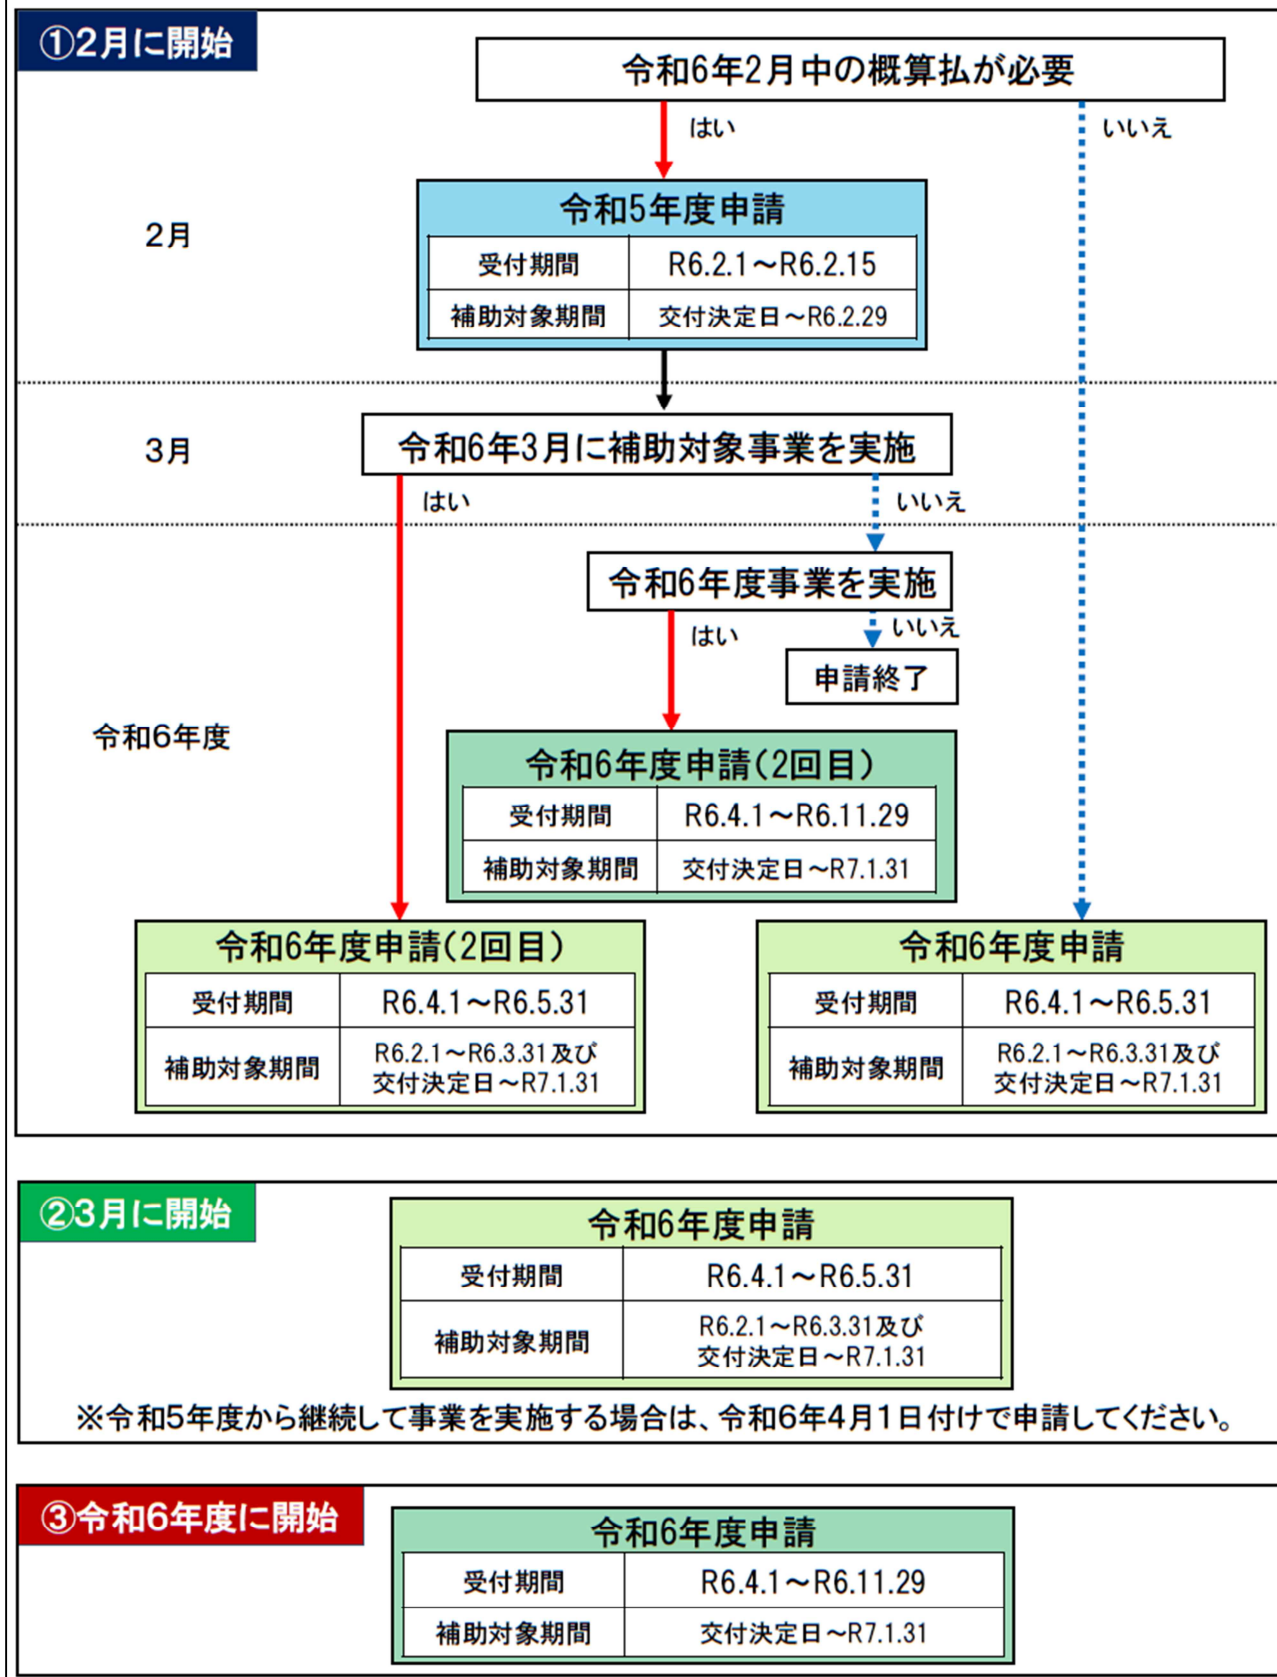 ①2月に開始
令和6年2月中の概算払が必要
はい
いいえ
2月
令和5年度申請
受付期間 R6.2.1～R6.2.15
補助対象期間 交付決定日～R6.2.29
3月
令和6年3月に補助対象事業を実施
はい
いいえ
令和6年度事業を実施
はい
いいえ
申請終了
令和6年度
令和6年度申請(2回目)
受付期間 R6.4.1～R6.11.29
補助対象期間 交付決定日～R7.1.31
令和6年度申請(2回目)
受付期間 R6.4.1～R6.5.31
補助対象期間 R6.2.1～R6.3.31及び
交付決定日～R7.1.31
令和6年度申請
受付期間 R6.4.1～R6.5.31
補助対象期間 R6.2.1～R6.3.31及び
交付決定日～R7.1.31
②3月に開始
令和6年度申請
受付期間 R6.4.1～R6.5.31
補助対象期間 R6.2.1～R6.3.31及び
交付決定日～R7.1.31
※令和5年度から継続して事業を実施する場合は、令和6年4月1日付けで申請してください。
③令和6年度に開始
令和6年度申請
受付期間 R6.4.1～R6.11.29
補助対象期間 交付決定日～R7.1.31